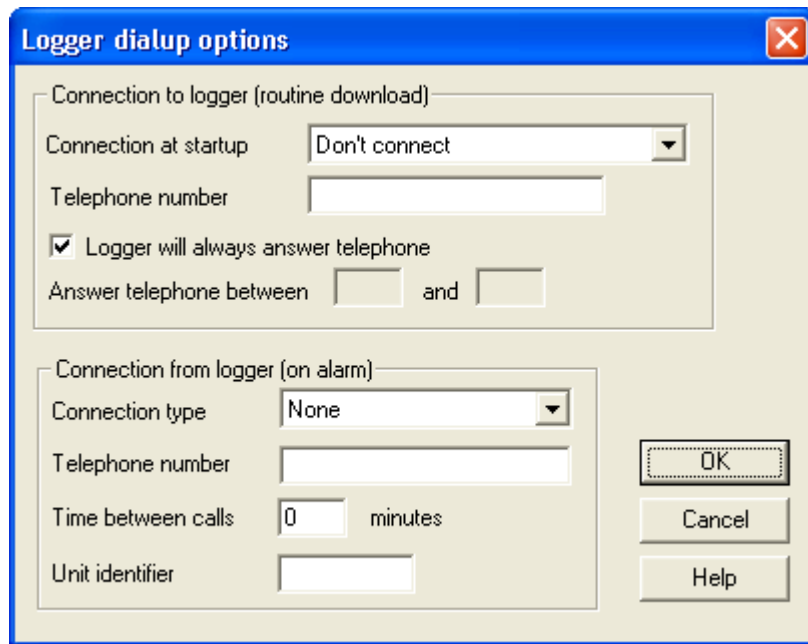 Logger dialup options
Connection to logger (routine download)
Connection at startup Don't connect
Telephone number
Logger will always answer telephone
Answer telephone between and
Connection from logger (on alarm)
Connection type None
Telephone number
OK
Time between calls 0 minutes
Cancel
Unit identifier
Help